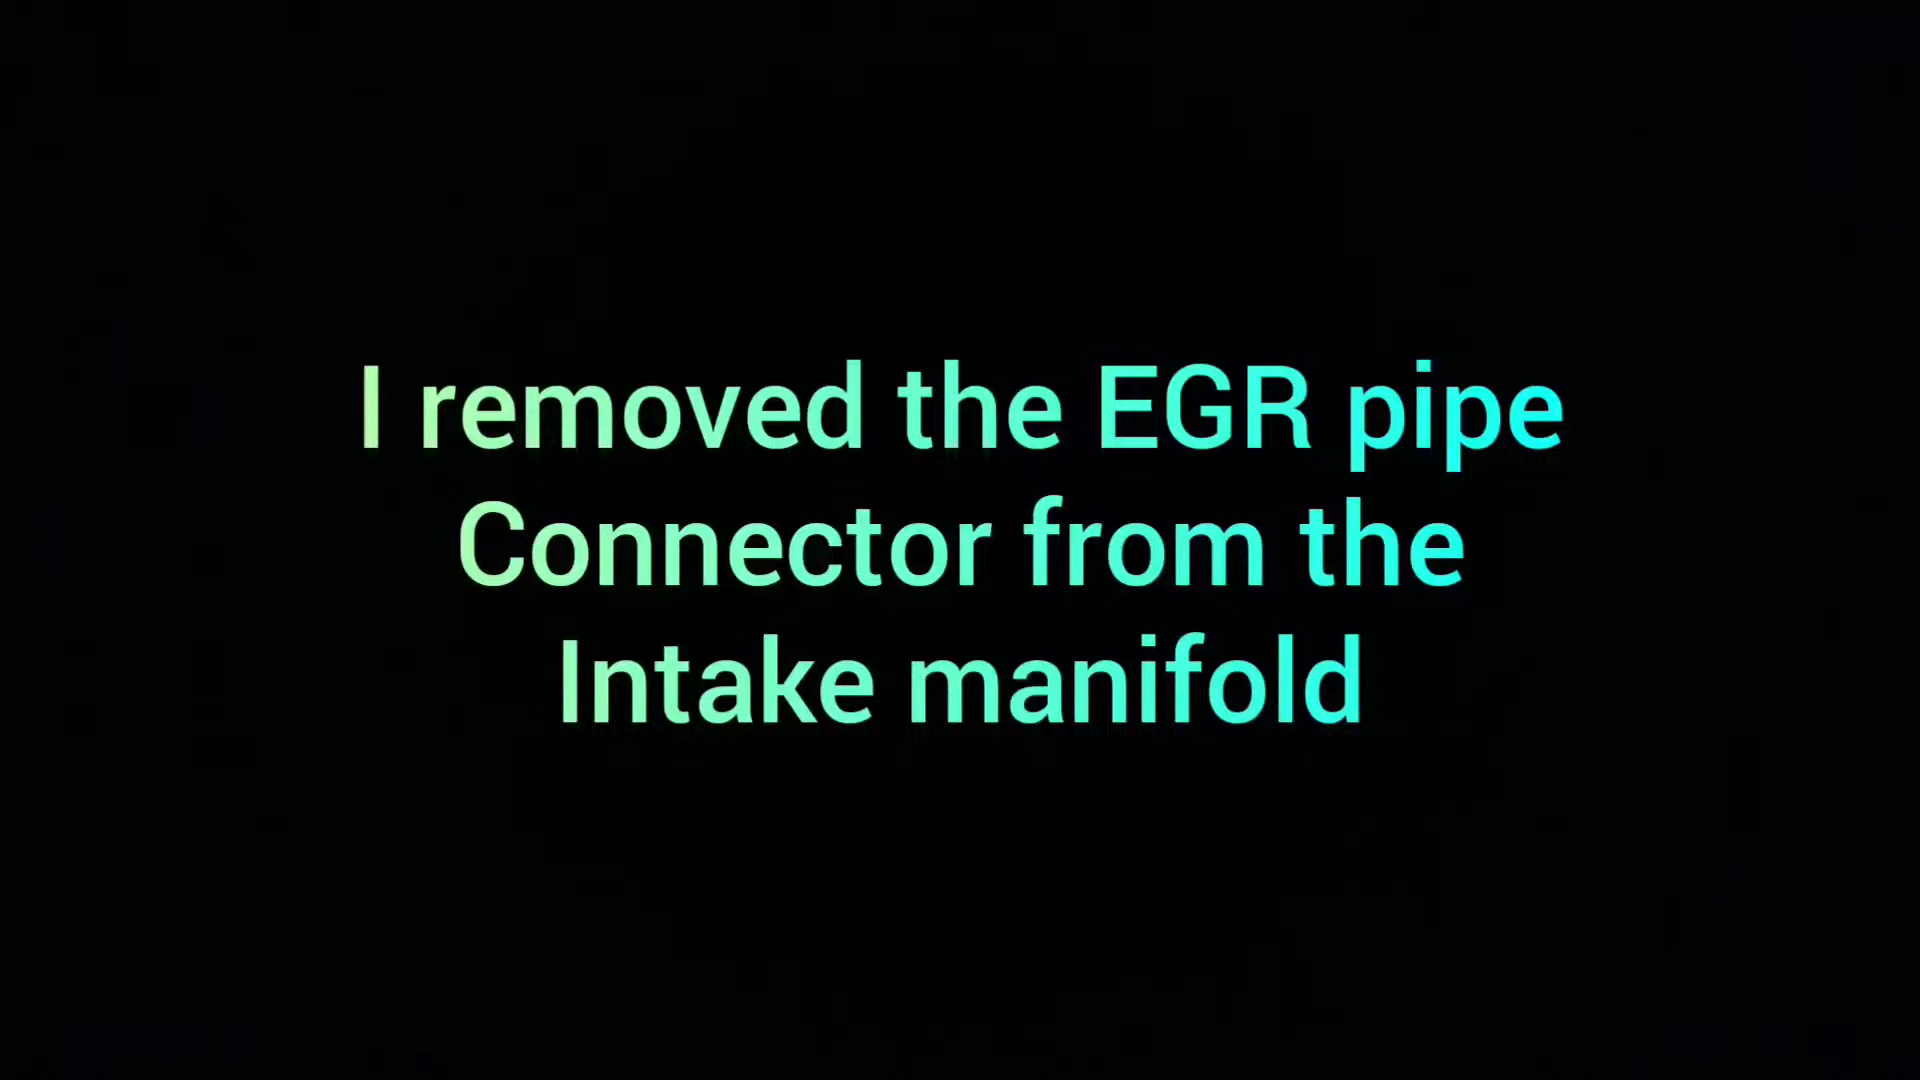 I removed the EGR pipe
Connector from the
Intake manifold